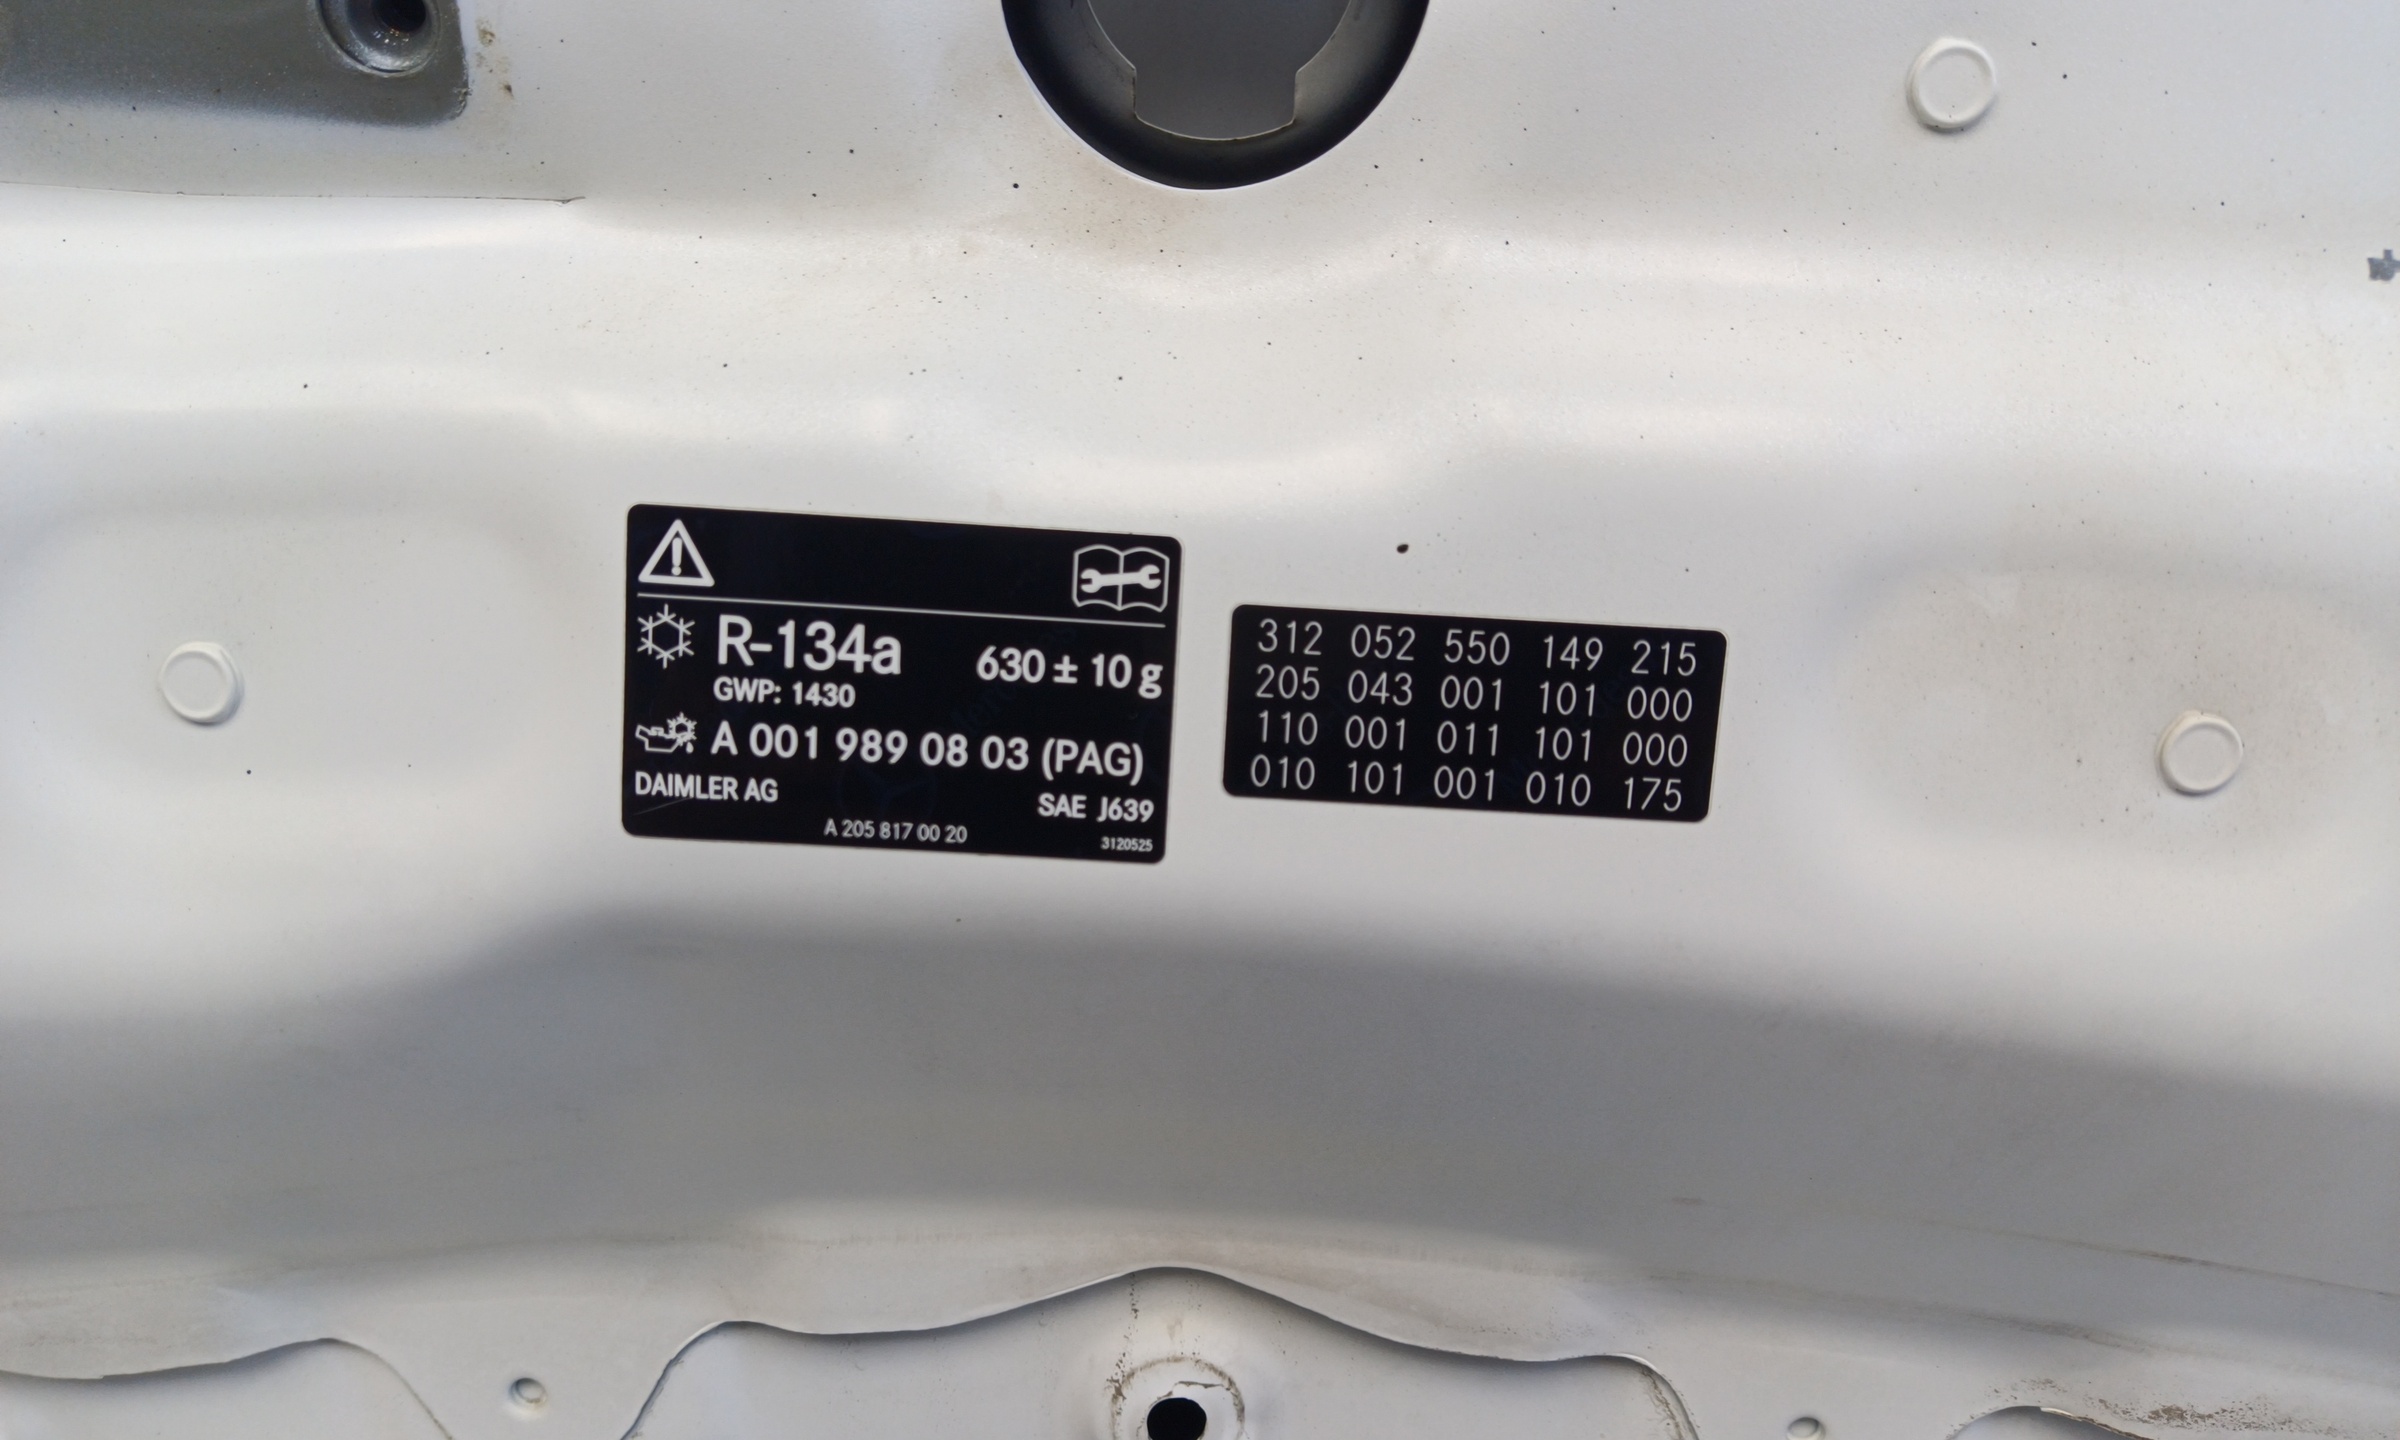 R-134a 630 ± 10 g
GWP: 1430
A 001 989 08 03 (PAG)
DAIMLER AG
SAE J639
A 205 817 00 20
3120525
312 052 550 149 215
205 043 001 101 000
110 001 011 101 000
010 101 001 010 175